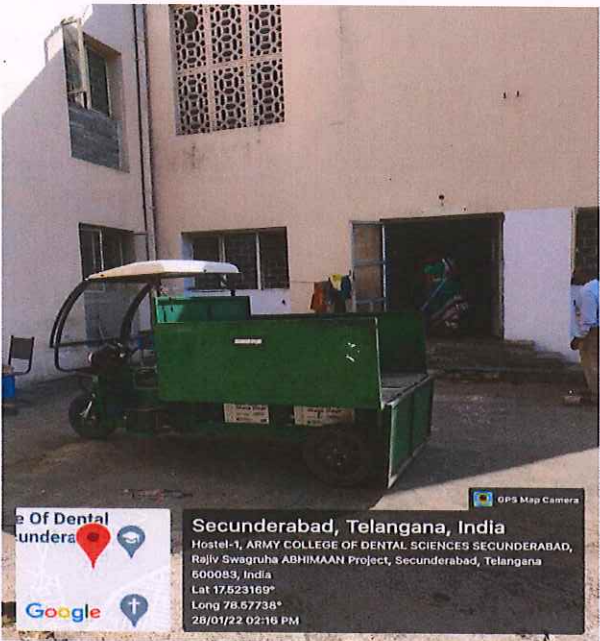 GPS Map Camera
e Of Dental
undera
Google
Secunderabad, Telangana, India
Hostel-1, ARMY COLLEGE OF DENTAL SCIENCES SECUNDERABAD,
Rajiv Swagruha ABHIMAAN Project, Secunderabad, Telangana
500083, India
Lat 17.523169°
Long 78.57738°
28/01/22 02:16 PM